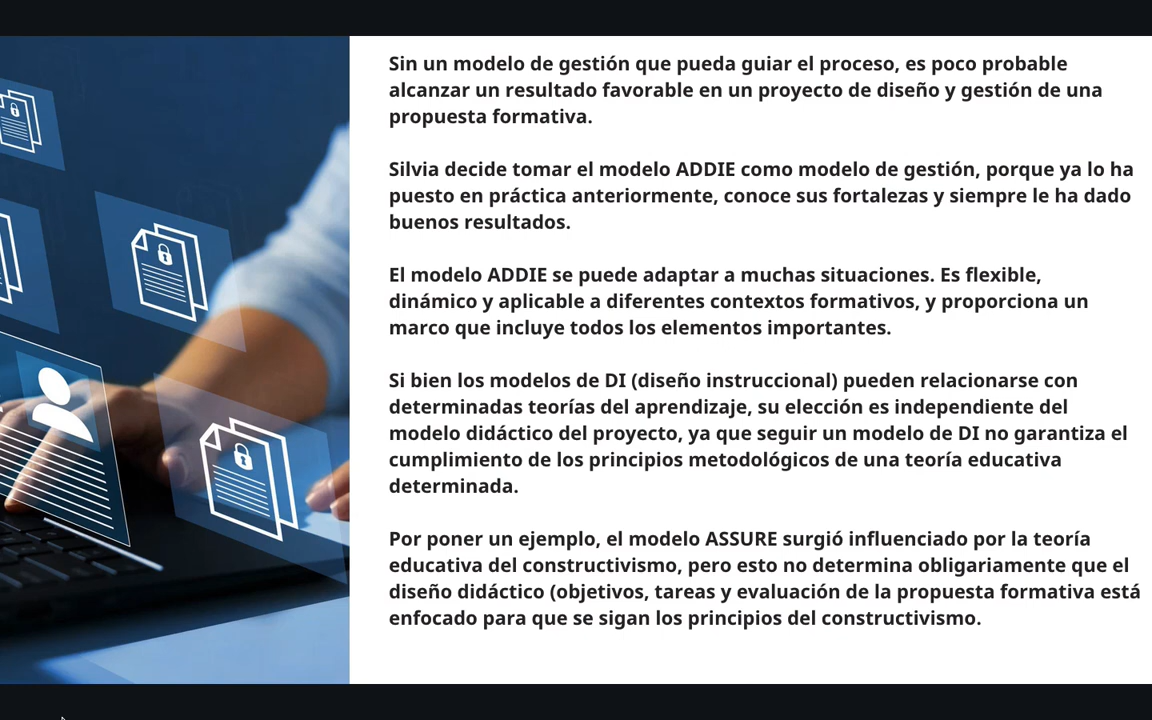 Sin un modelo de gestión que pueda guiar el proceso, es poco probable
alcanzar un resultado favorable en un proyecto de diseño y gestión de una
propuesta formativa.
Silvia decide tomar el modelo ADDIE como modelo de gestión, porque ya lo ha
puesto en práctica anteriormente, conoce sus fortalezas y siempre le ha dado
buenos resultados.
El modelo ADDIE se puede adaptar a muchas situaciones. Es flexible,
dinámico y aplicable a diferentes contextos formativos, y proporciona un
marco que incluye todos los elementos importantes.
Si bien los modelos de DI (diseño instruccional) pueden relacionarse con
determinadas teorías del aprendizaje, su elección es independiente del
modelo didáctico del proyecto, ya que seguir un modelo de DI no garantiza el
cumplimiento de los principios metodológicos de una teoría educativa
determinada.
Por poner un ejemplo, el modelo ASSURE surgió influenciado por la teoría
educativa del constructivismo, pero esto no determina obligariamente que el
diseño didáctico (objetivos, tareas y evaluación de la propuesta formativa está
enfocado para que se sigan los principios del constructivismo.